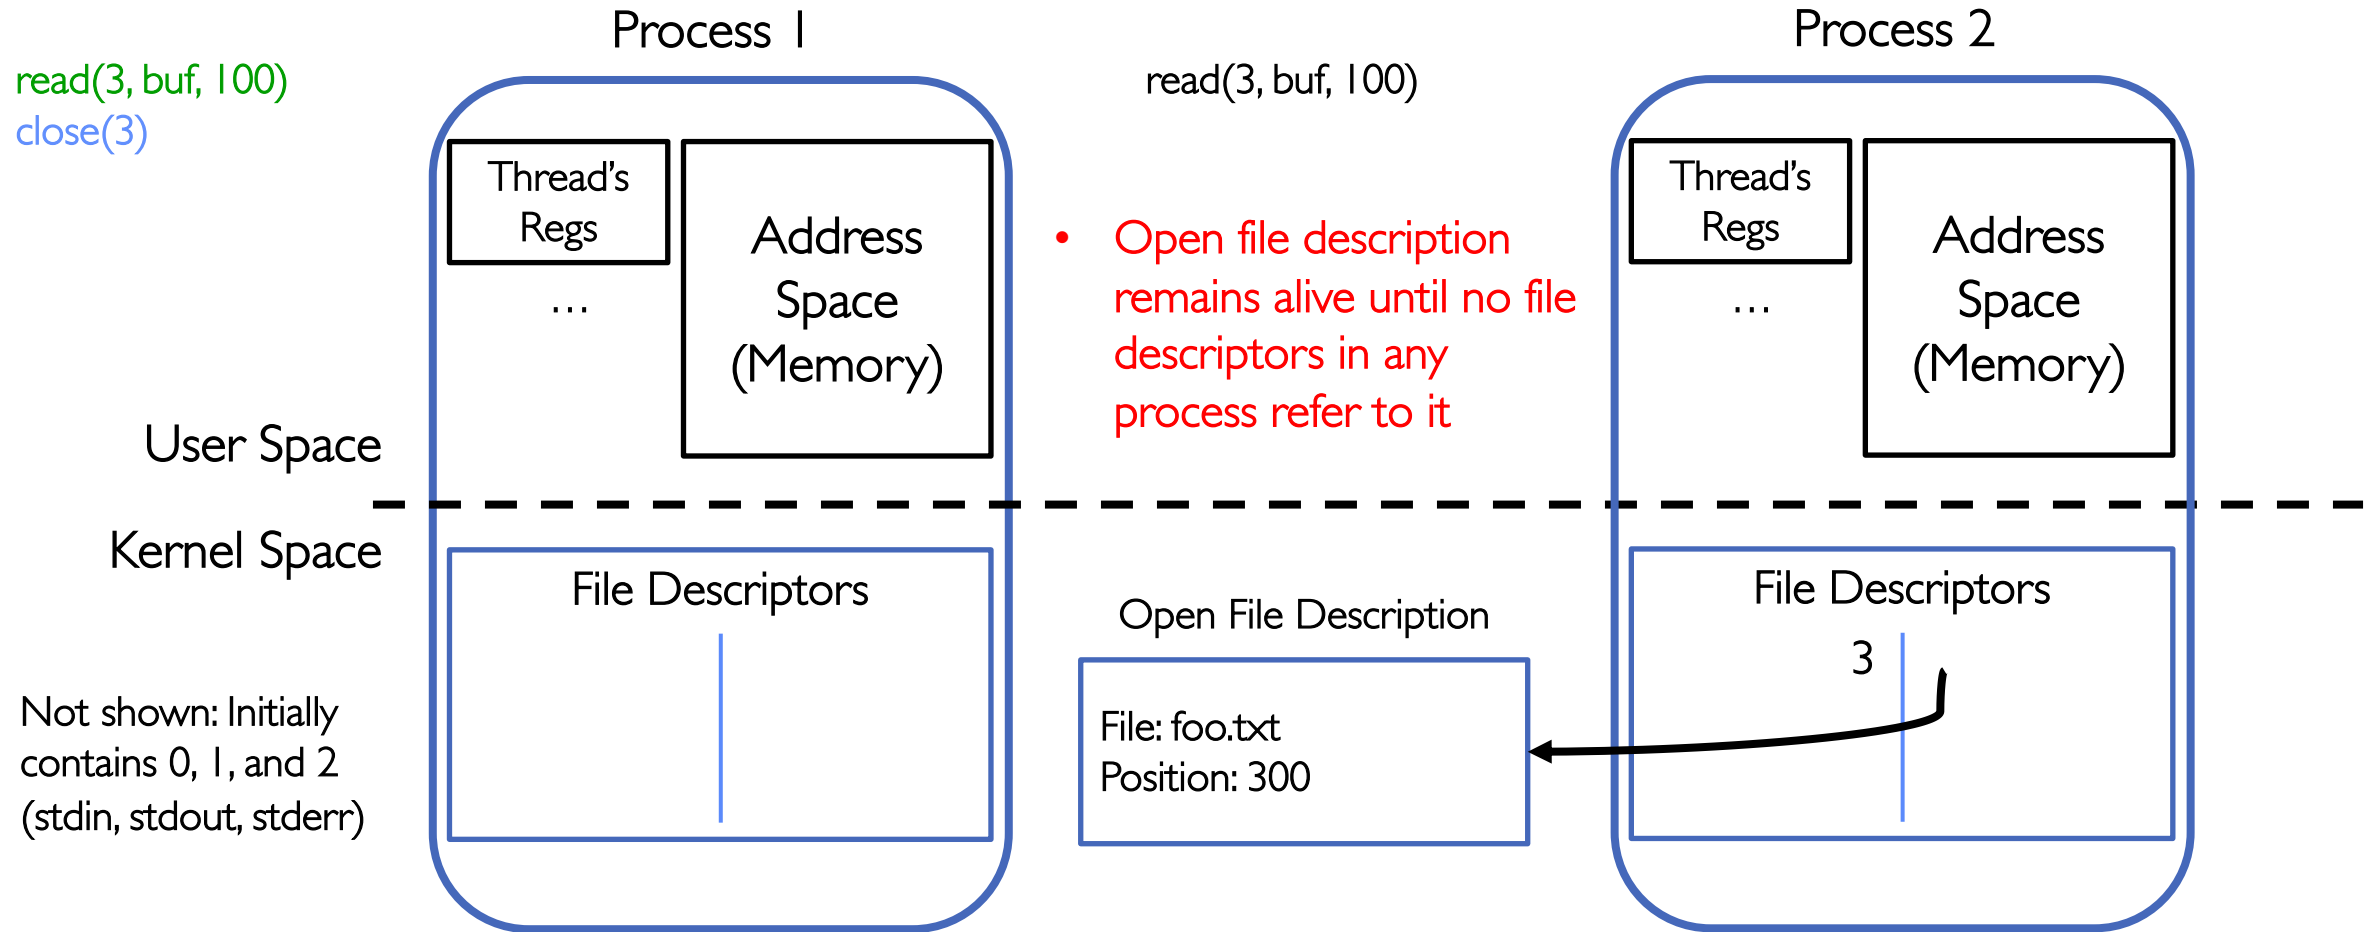 Process 1
Process 2
read(3, buf, 100)
close(3)
read(3, buf, 100)
Thread's
Regs
...
Address
Space
(Memory)
• Open file description
remains alive until no file
descriptors in any
process refer to it
Thread's
Regs
...
Address
Space
(Memory)
User Space
Kernel Space
File Descriptors
Open File Description
File: foo.txt
Position: 300
File Descriptors
3
Not shown: Initially
contains 0, 1, and 2
(stdin, stdout, stderr)